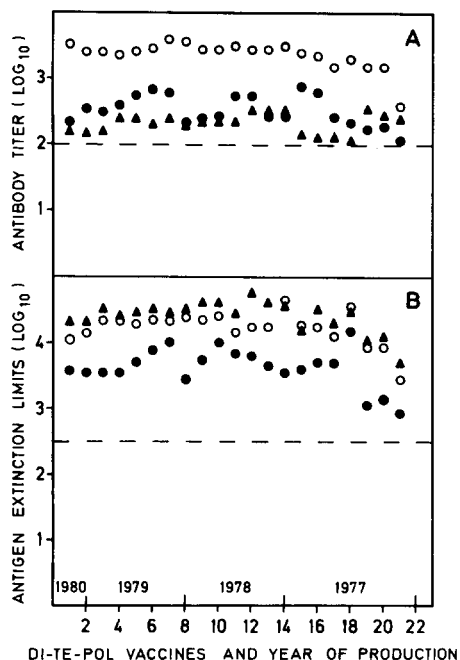 A
ANTIBODY TITER (LOG10)
3
2
1
B
ANTIGEN EXTINCTION LIMITS (LOG10)
4
3
2
1
1980 1979 1978 1977
2 4 6 8 10 12 14 16 18 20 22
DI-TE-POL VACCINES AND YEAR OF PRODUCTION